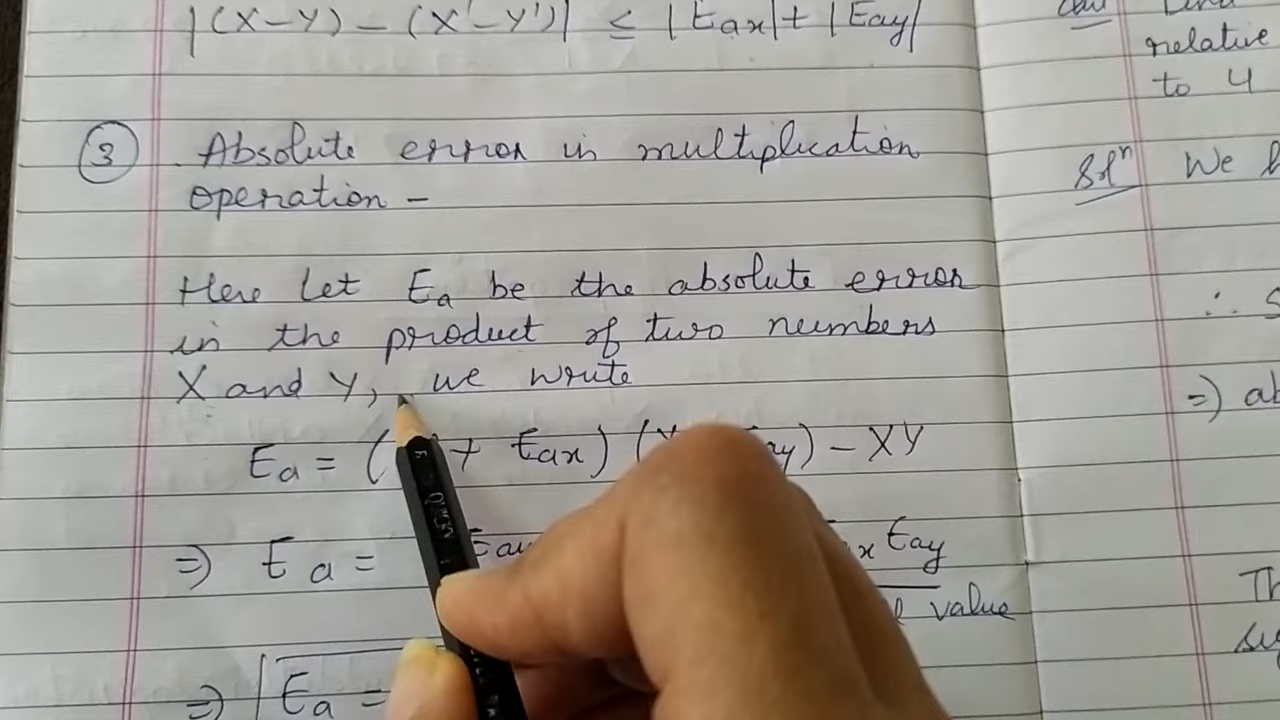 |(X-Y) - (X'-Y')| ≤ |Eax| + |Eay|
③ Absolute error in multiplication
operation -
Here let Ea be the absolute error
in the product of two numbers
X and Y, we write
Ea = ( + Eax) ( ay) - XY
⇒ Ea = Eay
value
⇒ Ea =
relative
to 4
Solⁿ We
∴ S
⇒ ab